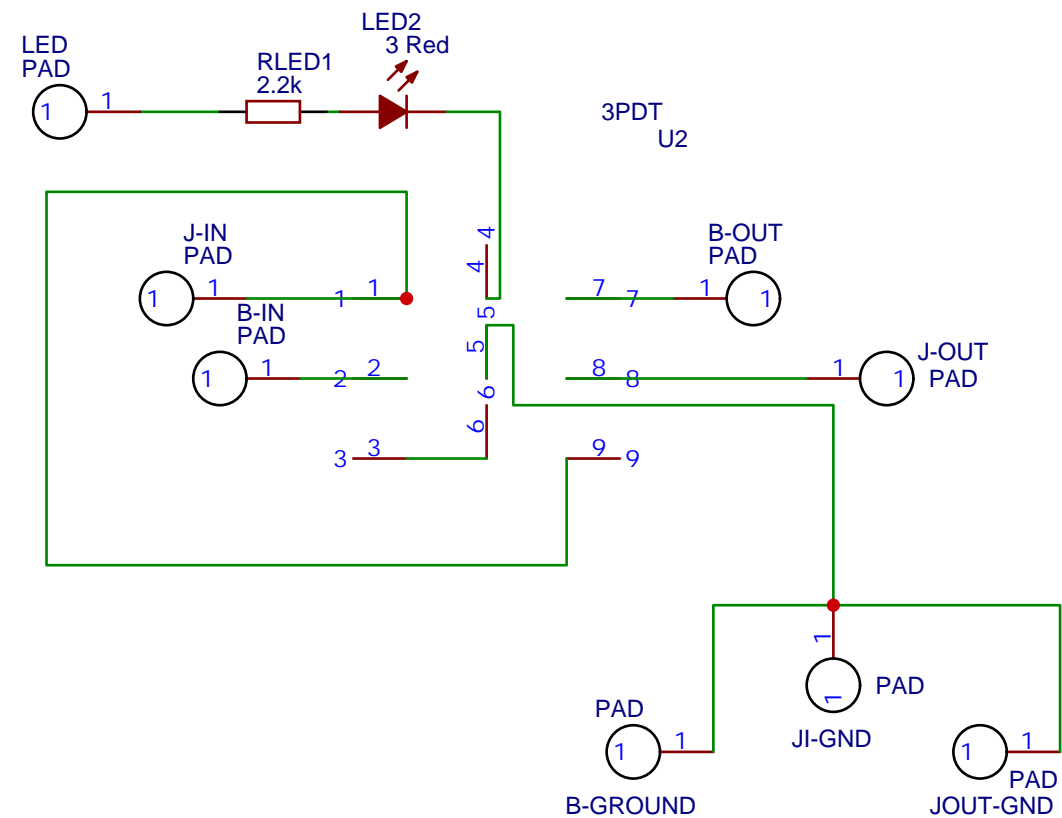 LED2
3 Red
LED
PAD
1
1
RLED1
2.2k
3PDT
U2
J-IN
PAD
1
1
1
1
B-IN
PAD
1
1
2
2
3
3
4
4
5
5
6
6
B-OUT
PAD
7
7
1
1
J-OUT
PAD
8
8
1
1
9
9
1
1
PAD
JI-GND
PAD
1
1
B-GROUND
1
1
PAD
JOUT-GND